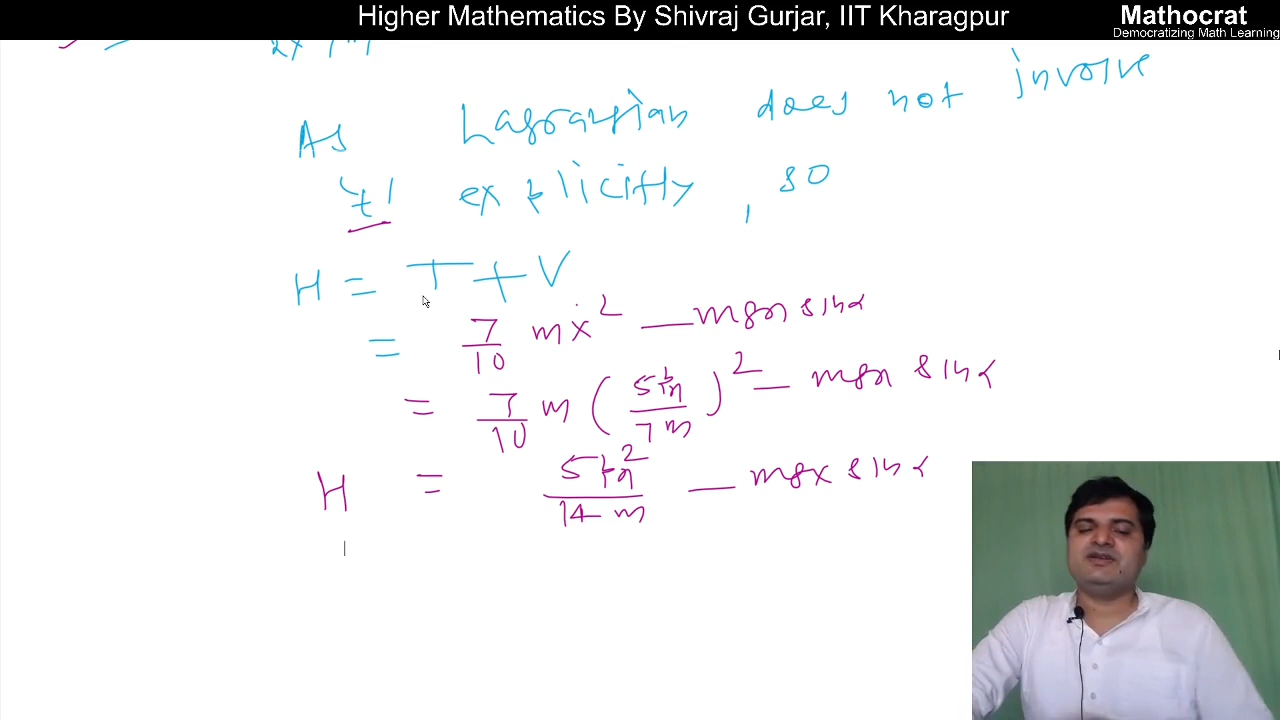 Higher Mathematics By Shivraj Gurjar, IIT Kharagpur
Mathocrat
Democratizing Math Learning
As Lagrangian does not involve
't' explicitly, so
H = T + V
= 7/10 mẋ² — mgx sinα
= 7/10 m (5pₓ/7m)² — mgx sinα
H = 5pₓ²/14m — mgx sinα